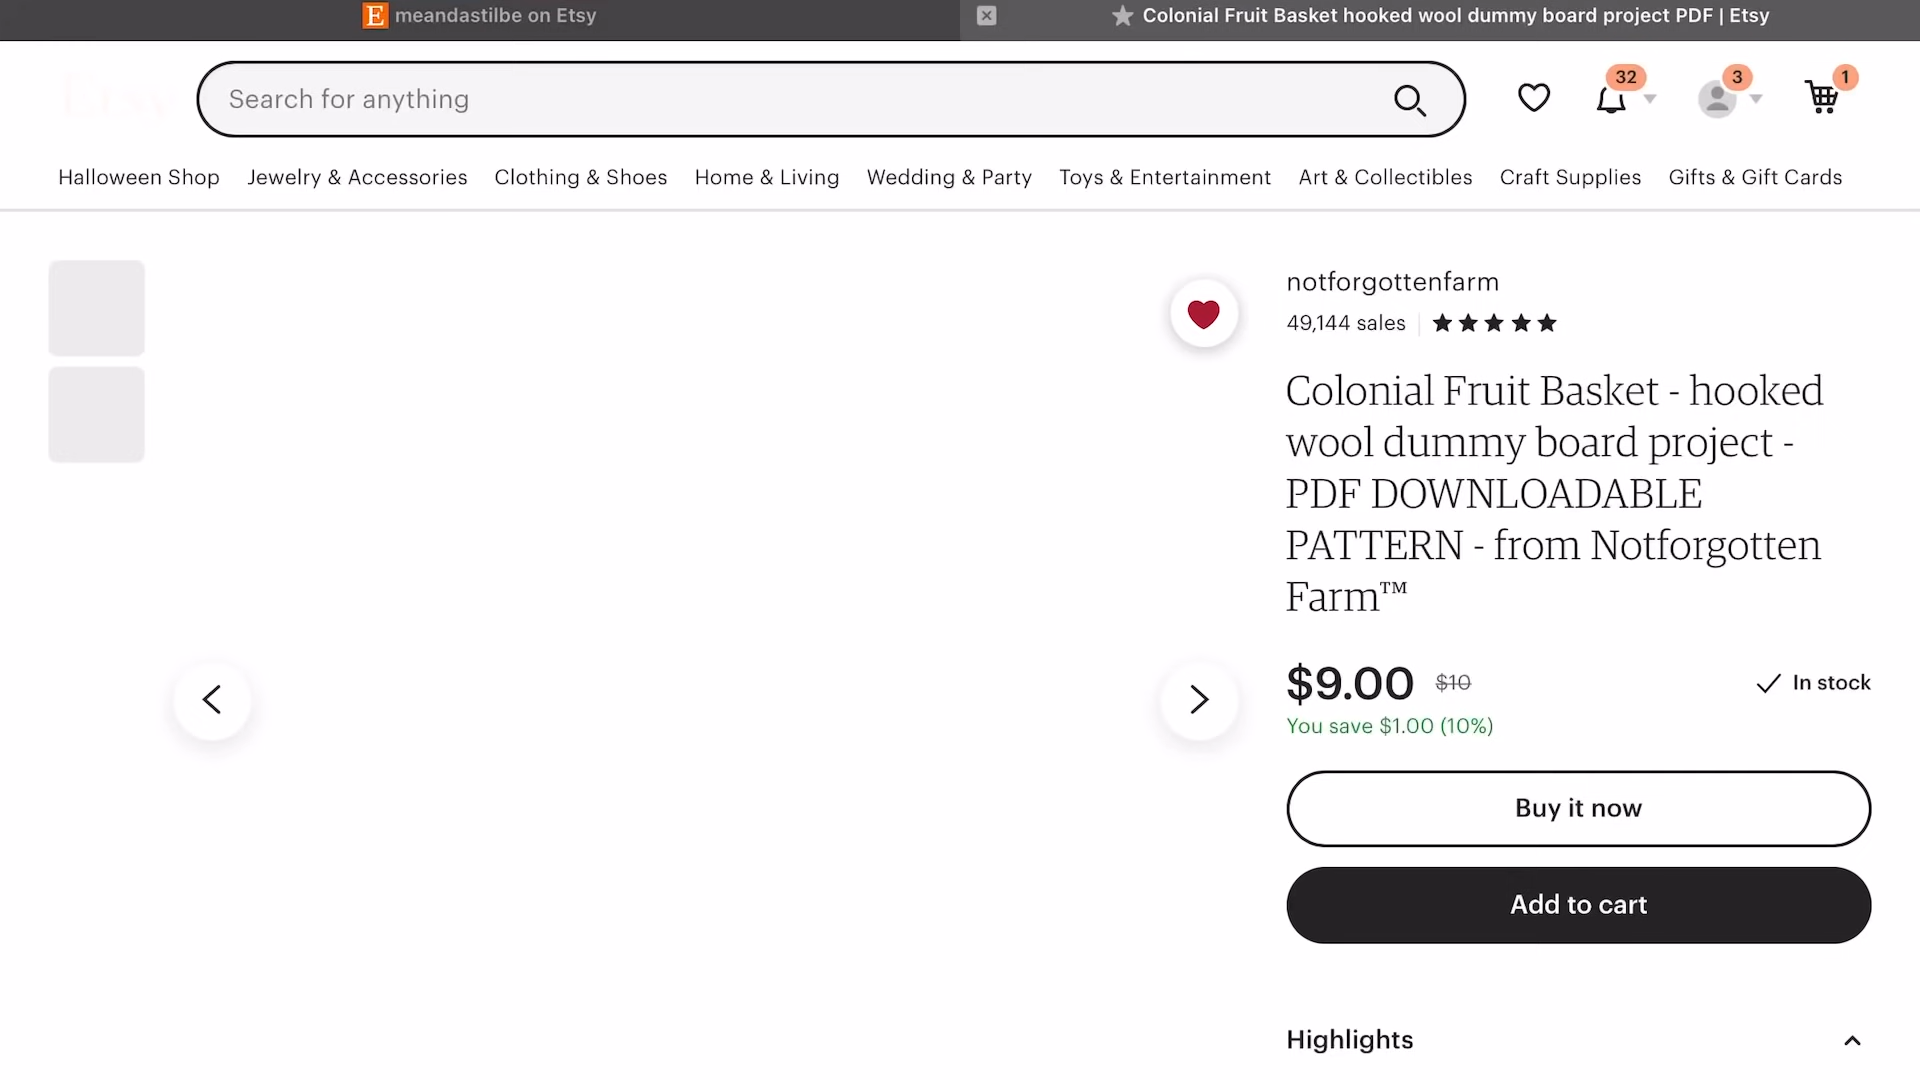 meandastilbe on Etsy
Colonial Fruit Basket hooked wool dummy board project PDF | Etsy
Search for anything
32
3
1
Halloween Shop
Jewelry & Accessories
Clothing & Shoes
Home & Living
Wedding & Party
Toys & Entertainment
Art & Collectibles
Craft Supplies
Gifts & Gift Cards
notforgottenfarm
49,144 sales
Colonial Fruit Basket - hooked
wool dummy board project -
PDF DOWNLOADABLE
PATTERN - from Notforgotten
Farm™
$9.00 $10
In stock
You save $1.00 (10%)
Buy it now
Add to cart
Highlights